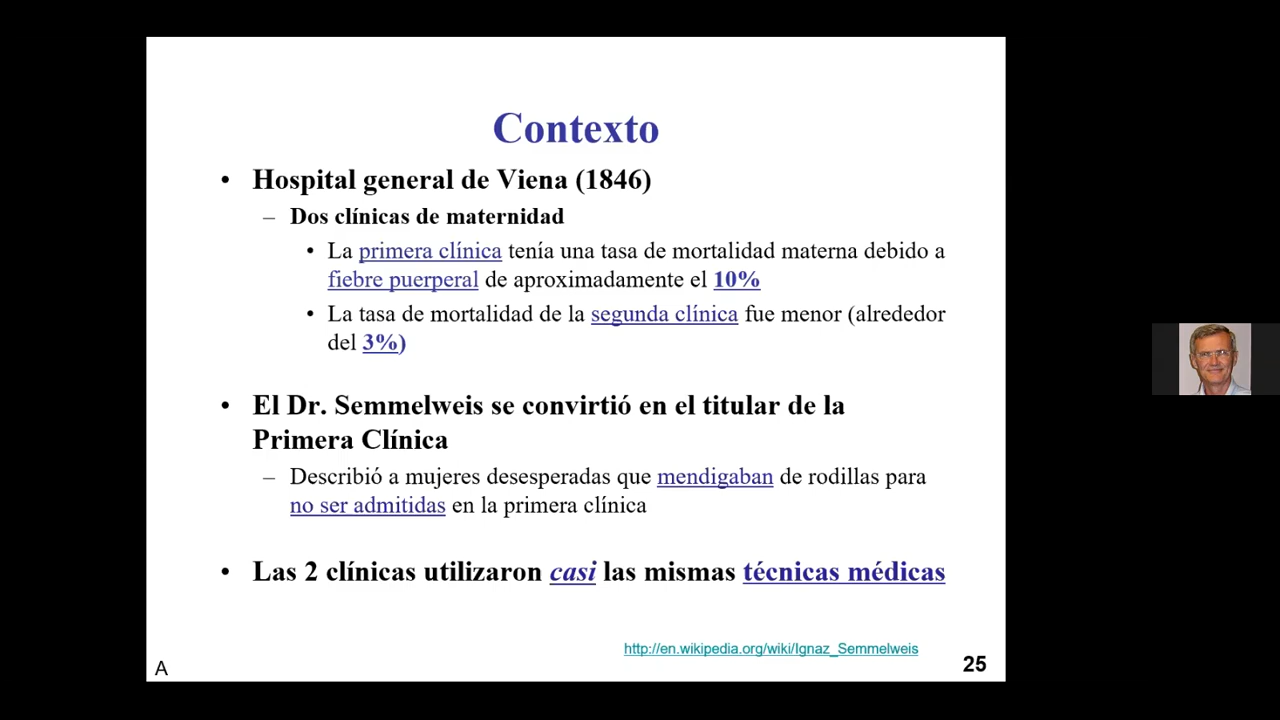 Contexto
• Hospital general de Viena (1846)
– Dos clínicas de maternidad
• La primera clínica tenía una tasa de mortalidad materna debido a
fiebre puerperal de aproximadamente el 10%
• La tasa de mortalidad de la segunda clínica fue menor (alrededor
del 3%)
• El Dr. Semmelweis se convirtió en el titular de la
Primera Clínica
– Describió a mujeres desesperadas que mendigaban de rodillas para
no ser admitidas en la primera clínica
• Las 2 clínicas utilizaron casi las mismas técnicas médicas
http://en.wikipedia.org/wiki/Ignaz_Semmelweis
A
25